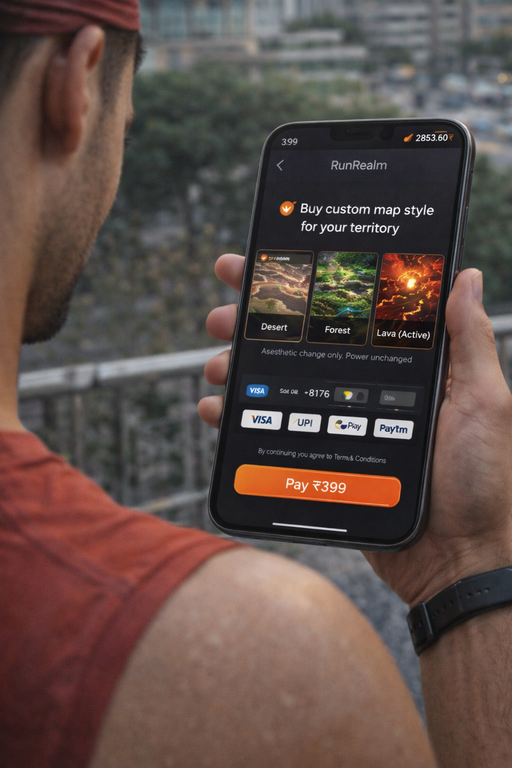 3:99
2853.60₹
RunRealm
Buy custom map style
for your territory
Desert
Forest
Lava (Active)
Asesthetic change only. Power unchanged
VISA
+8176
VISA
UPI
Pay
Paytm
By continuing you agree to Terms & Conditions
Pay ₹399